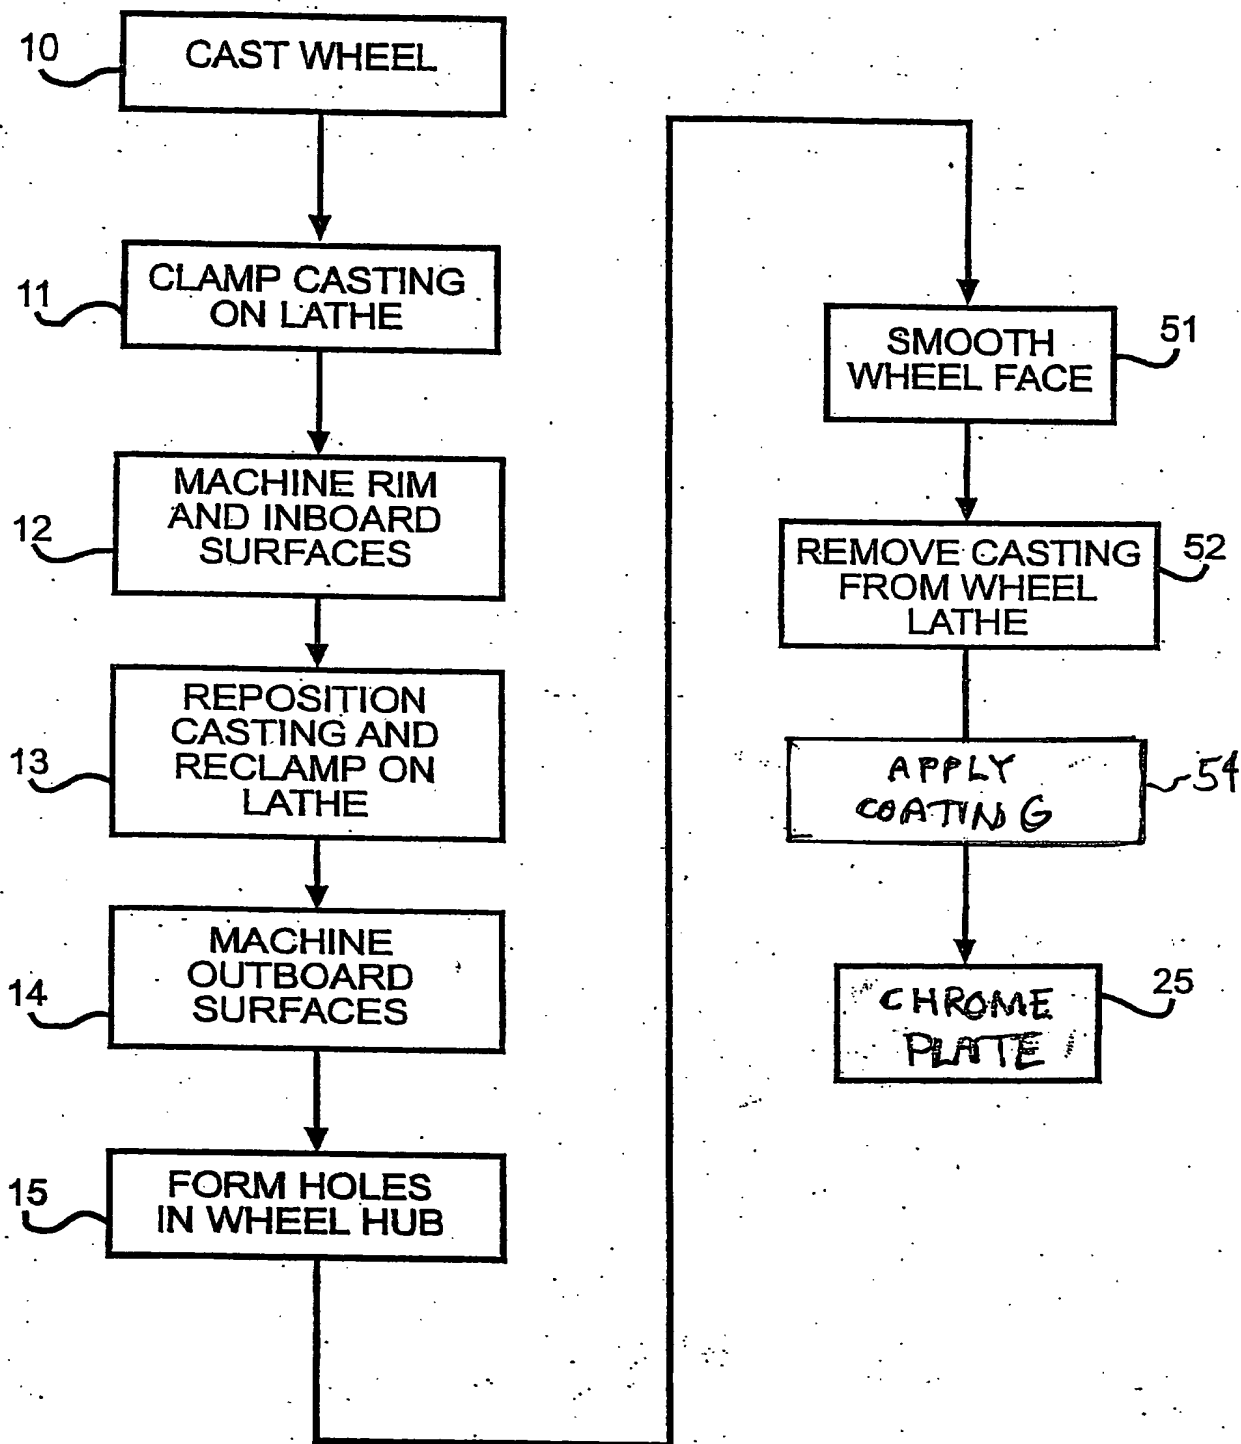 10
CAST WHEEL
11
CLAMP CASTING
ON LATHE
12
MACHINE RIM
AND INBOARD
SURFACES
13
REPOSITION
CASTING AND
RECLAMP ON
LATHE
14
MACHINE
OUTBOARD
SURFACES
15
FORM HOLES
IN WHEEL HUB
SMOOTH
WHEEL FACE
51
REMOVE CASTING
FROM WHEEL
LATHE
52
APPLY
COATING
54
CHROME
PLATE
25